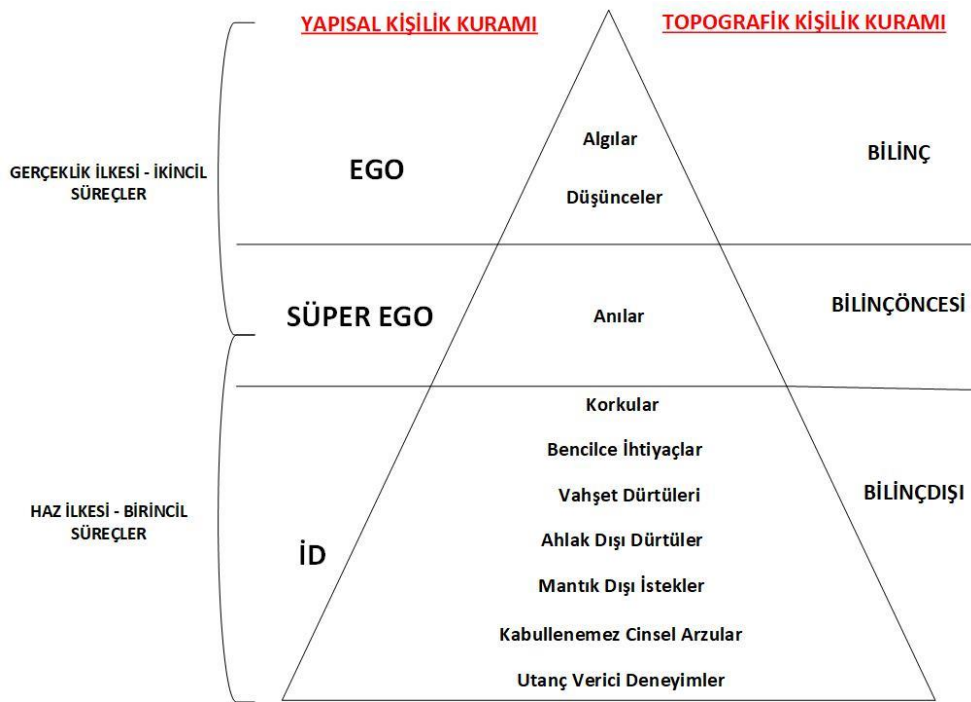 YAPISAL KİŞİLİK KURAMI
TOPOGRAFİK KİŞİLİK KURAMI
GERÇEKLİK İLKESİ - İKİNCİL
SÜREÇLER
EGO
Algılar
Düşünceler
BİLİNÇ
SÜPER EGO
Anılar
BİLİNÇÖNCESİ
HAZ İLKESİ - BİRİNCİL
SÜREÇLER
İD
Korkular
Bencilce İhtiyaçlar
Vahşet Dürtüleri
Ahlak Dışı Dürtüler
Mantık Dışı İstekler
Kabullenemez Cinsel Arzular
Utanç Verici Deneyimler
BİLİNÇDIŞI